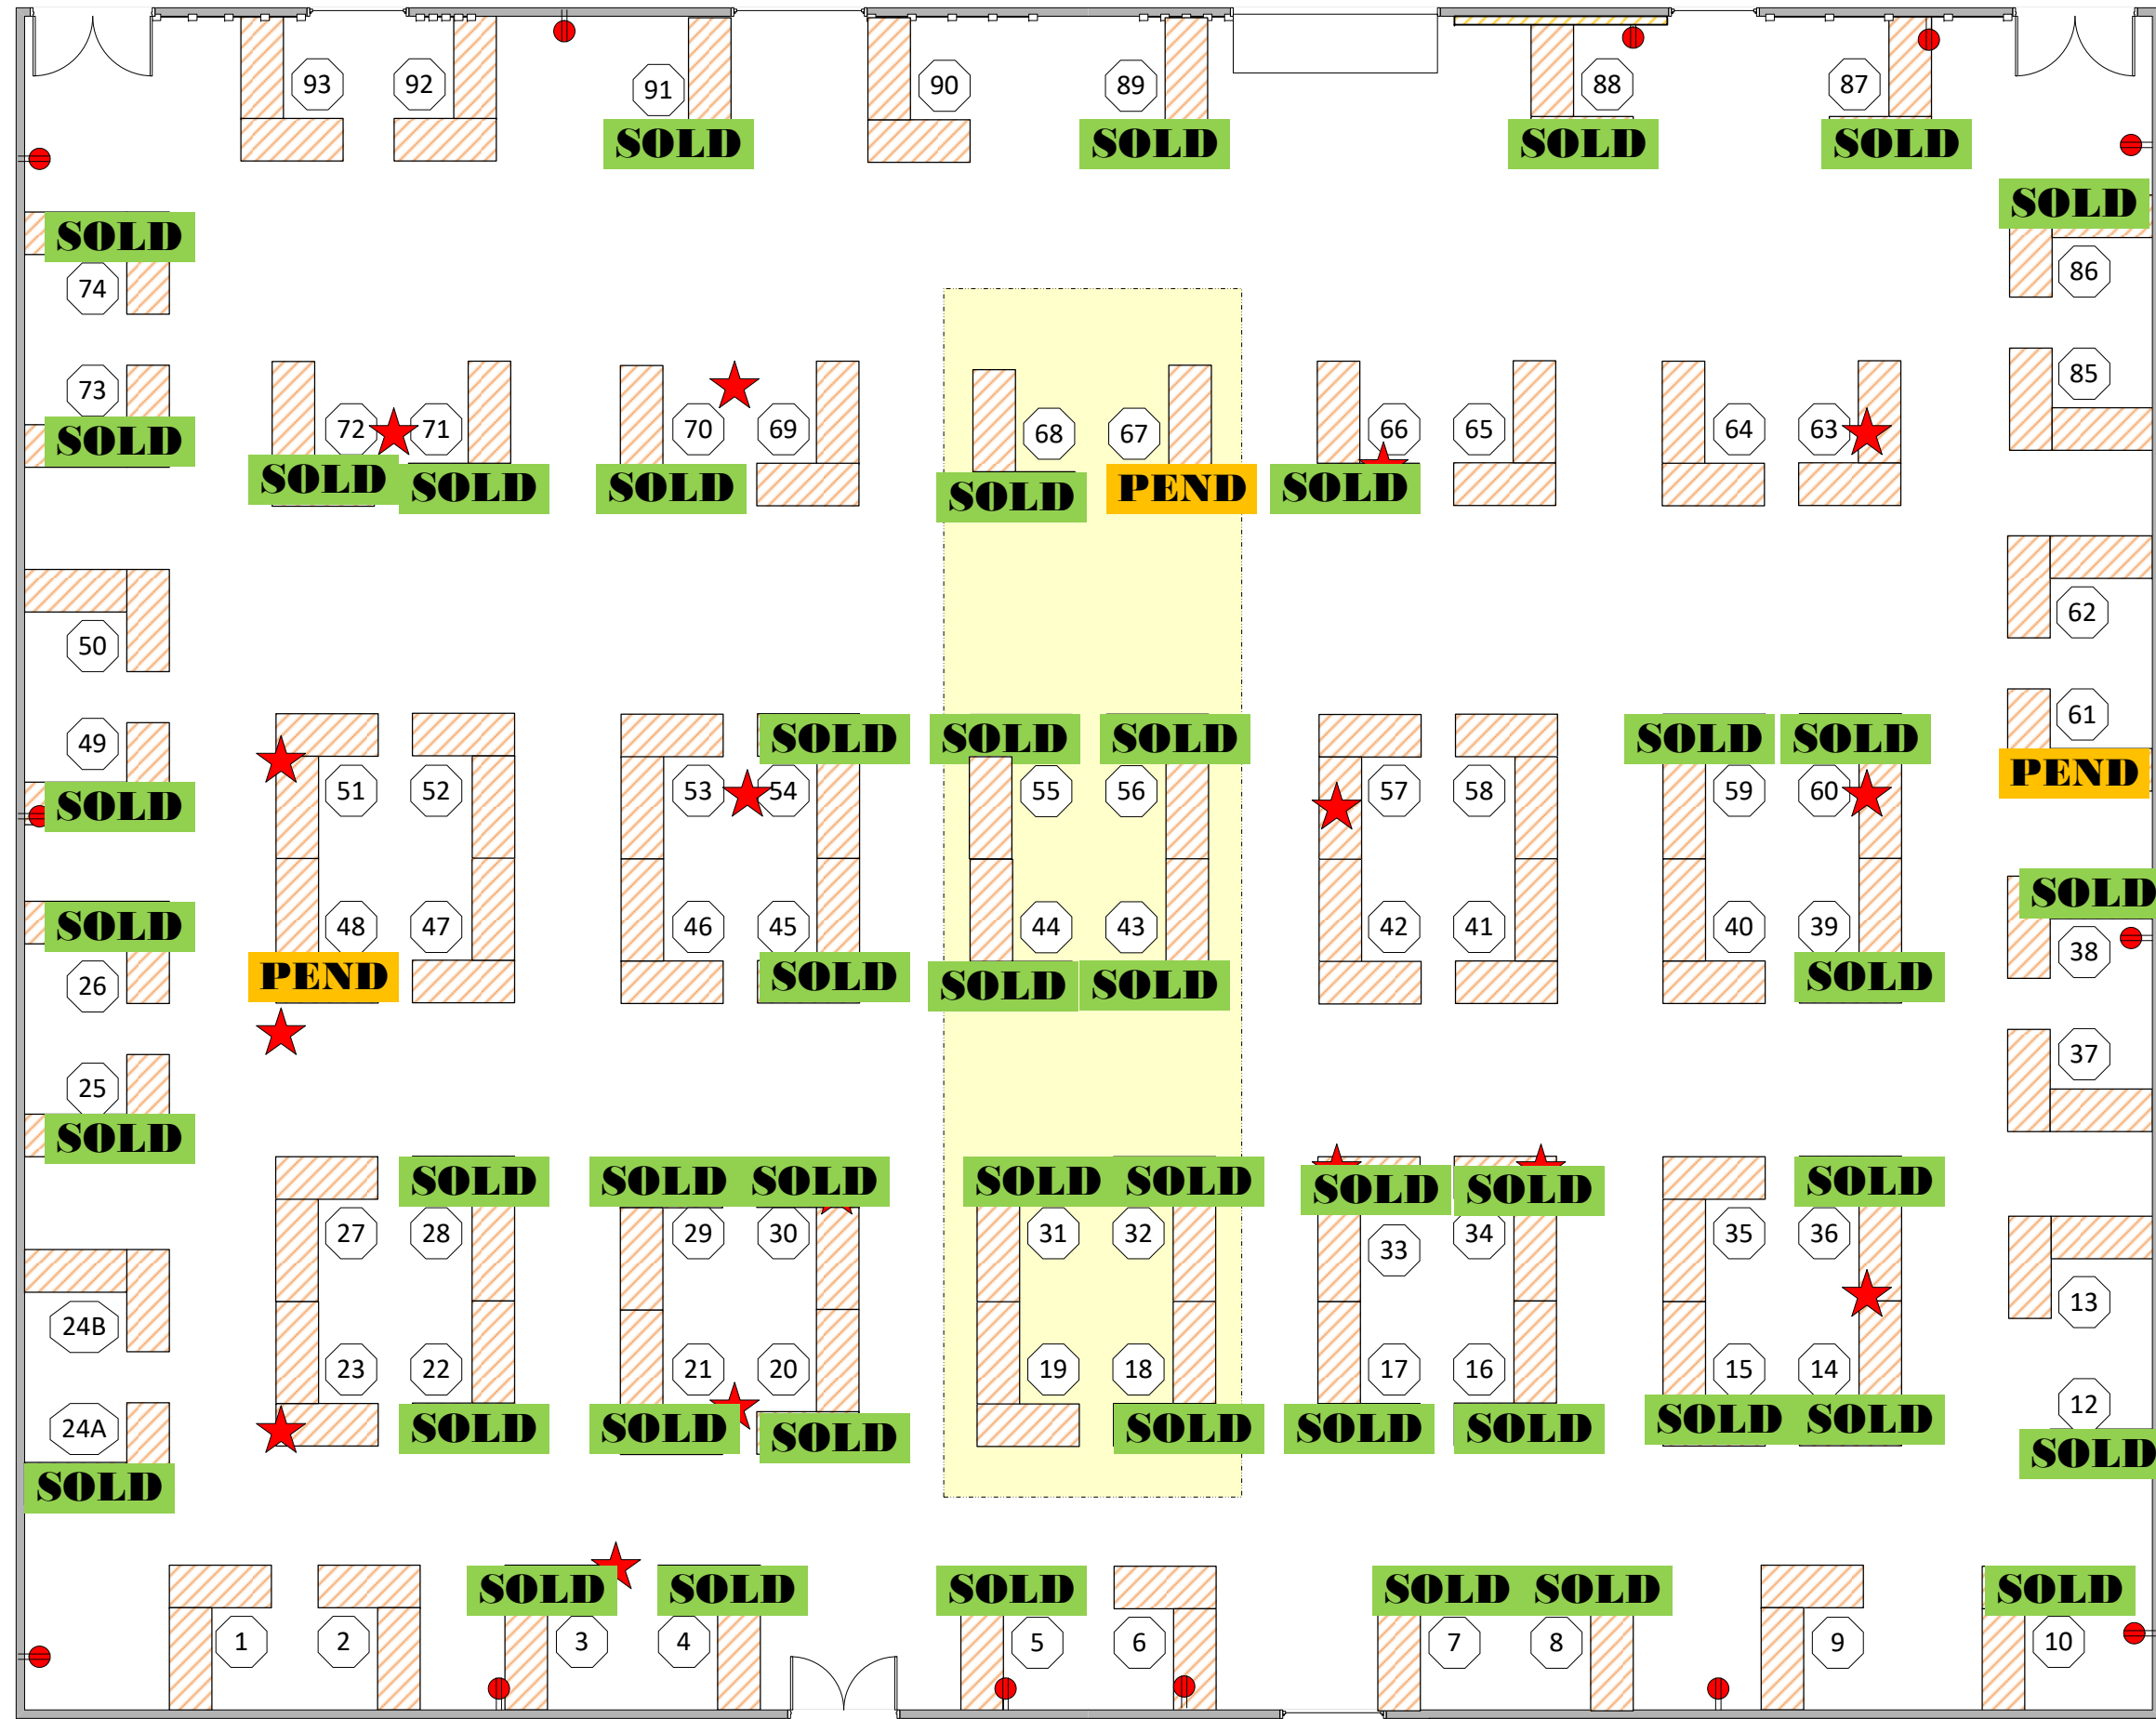 93 92 91 90 89 88 87
SOLD SOLD SOLD SOLD
SOLD SOLD
74 86
73 85
72 71 70 69 68 67 66 65 64 63
SOLD
SOLD SOLD SOLD SOLD PEND SOLD
50 62
49 61
SOLD SOLD SOLD SOLD SOLD
PEND
51 52 53 54 55 56 57 58 59 60
SOLD
SOLD SOLD
48 47 46 45 44 43 42 41 40 39
26 38
PEND SOLD SOLD SOLD SOLD
25 37
SOLD
SOLD SOLD SOLD SOLD SOLD SOLD SOLD SOLD
27 28 29 30 31 32 33 34 35 36
24B 13
23 22 21 20 19 18 17 16 15 14
24A 12
SOLD SOLD SOLD SOLD SOLD SOLD SOLD SOLD SOLD
SOLD
SOLD SOLD SOLD SOLD SOLD SOLD
1 2 3 4 5 6 7 8 9 10